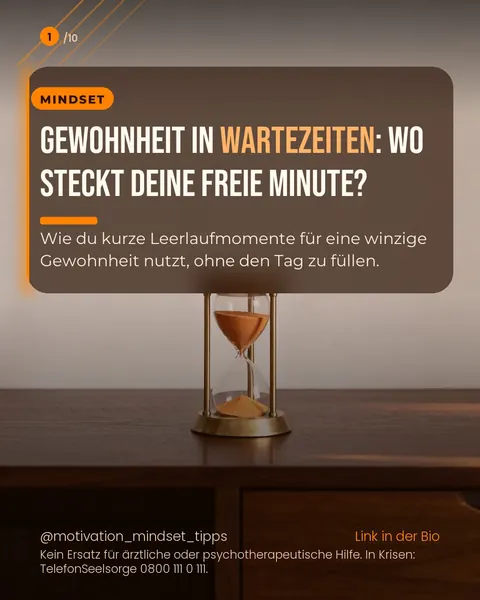 1 /10
MINDSET
GEWOHNHEIT IN WARTEZEITEN: WO
STECKT DEINE FREIE MINUTE?
Wie du kurze Leerlaufmomente für eine winzige
Gewohnheit nutzt, ohne den Tag zu füllen.
@motivation_mindset_tipps Link in der Bio
Kein Ersatz für ärztliche oder psychotherapeutische Hilfe. In Krisen:
TelefonSeelsorge 0800 111 0 111.